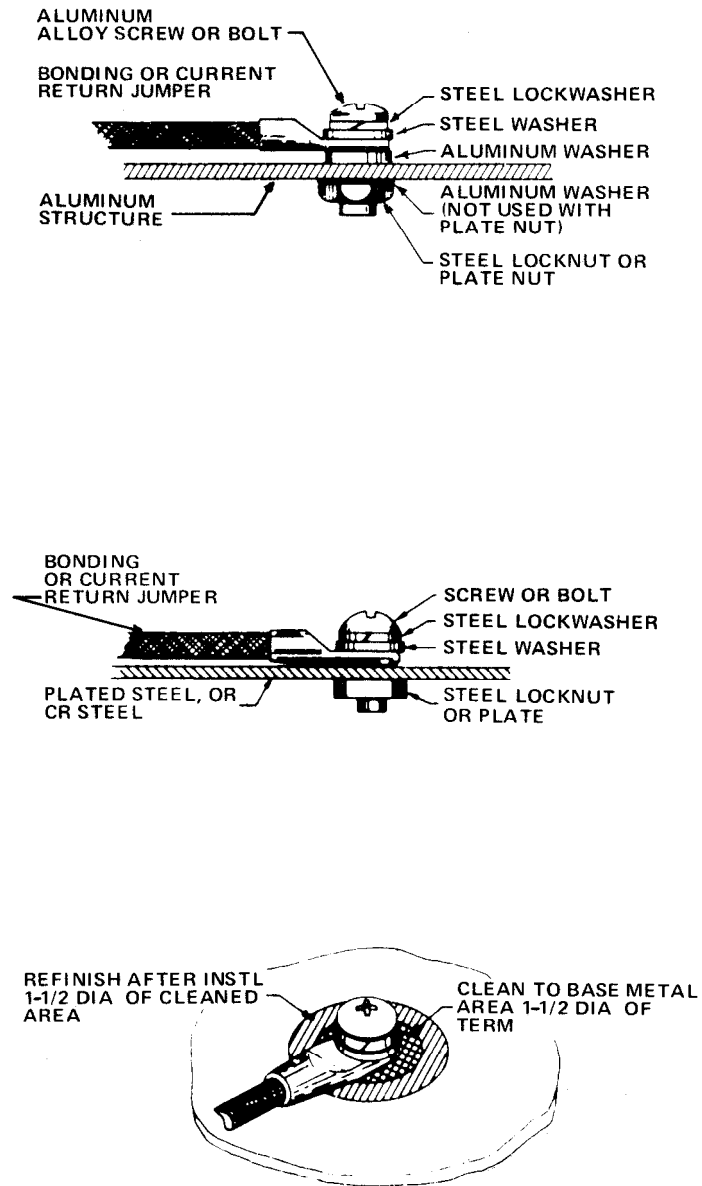 ALUMINUM
ALLOY SCREW OR BOLT
BONDING OR CURRENT
RETURN JUMPER
STEEL LOCKWASHER
STEEL WASHER
ALUMINUM WASHER
ALUMINUM
STRUCTURE
ALUMINUM WASHER
(NOT USED WITH
PLATE NUT)
STEEL LOCKNUT OR
PLATE NUT
BONDING
OR CURRENT
RETURN JUMPER
SCREW OR BOLT
STEEL LOCKWASHER
STEEL WASHER
PLATED STEEL, OR
CR STEEL
STEEL LOCKNUT
OR PLATE
REFINISH AFTER INSTL
1-1/2 DIA OF CLEANED
AREA
CLEAN TO BASE METAL
AREA 1-1/2 DIA OF
TERM